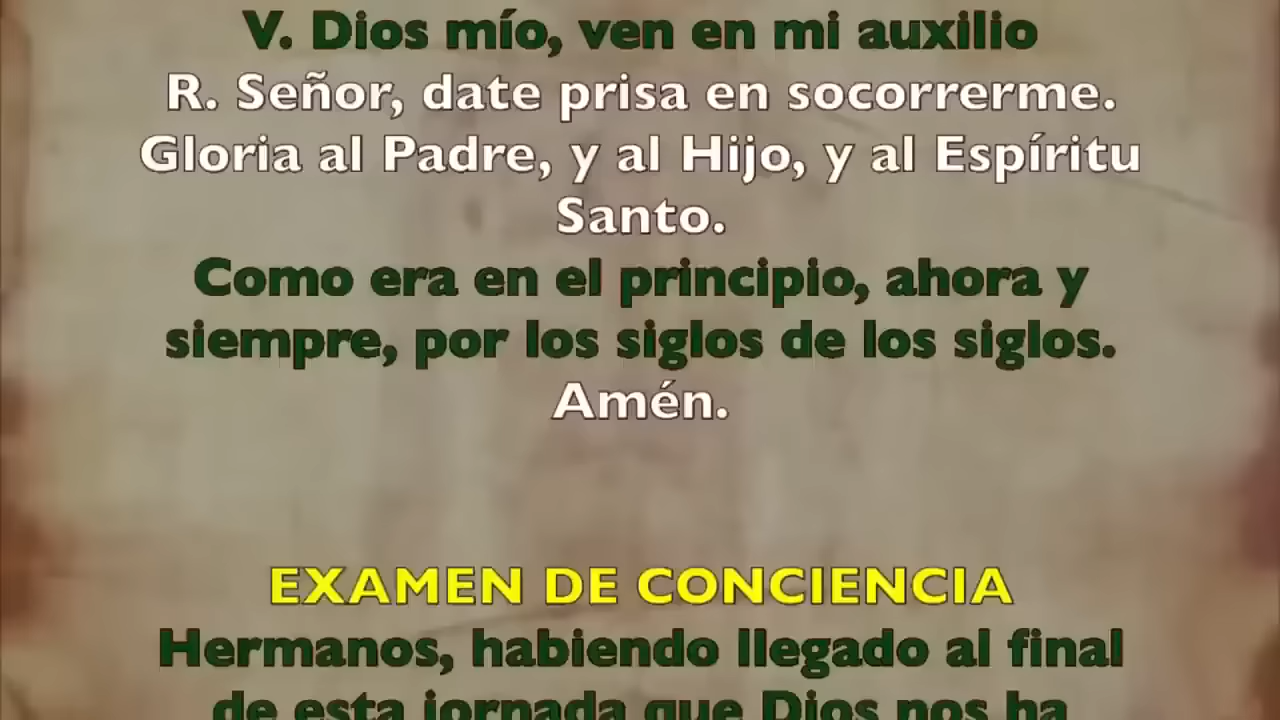 V. Dios mío, ven en mi auxilio
R. Señor, date prisa en socorrerme.
Gloria al Padre, y al Hijo, y al Espíritu
Santo.
Como era en el principio, ahora y
siempre, por los siglos de los siglos.
Amén.
EXAMEN DE CONCIENCIA
Hermanos, habiendo llegado al final
de esta jornada que Dios nos ha